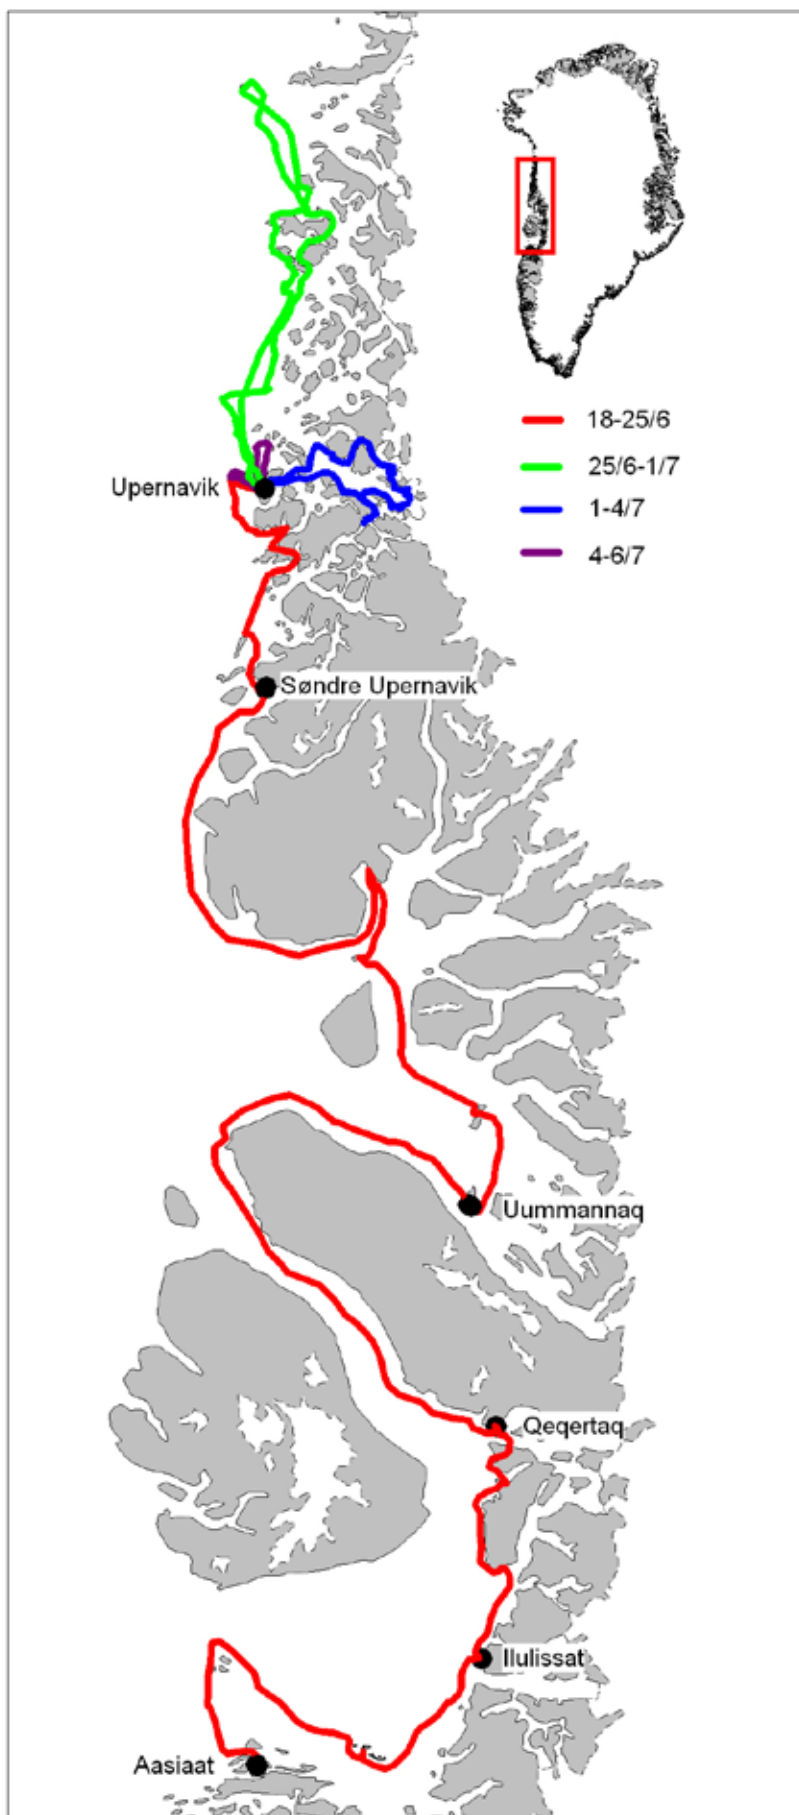 18-25/6
25/6-1/7
Upernavik
1-4/7
4-6/7
Søndre Upernavik
Uummannaq
Qeqertaq
Ilulissat
Aasiaat